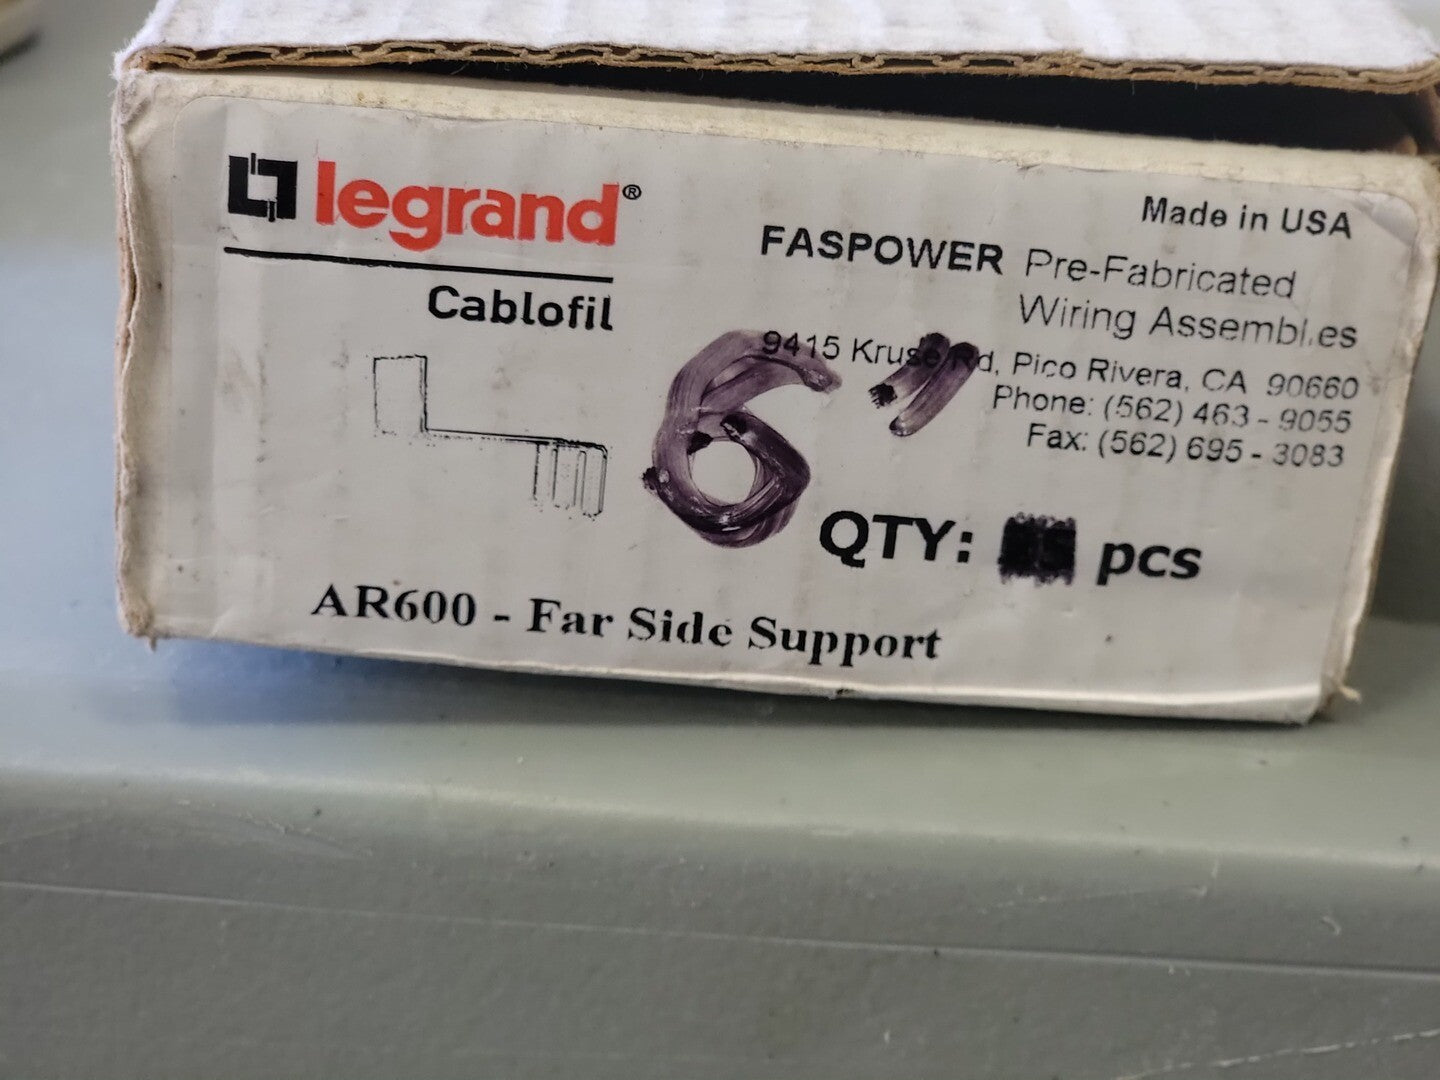 legrand®
Cablofil
Made in USA
FASPOWER Pre-Fabricated
Wiring Assemblies
9415 Kruse Rd, Pico Rivera, CA 90660
Phone: (562) 463 - 9055
Fax: (562) 695 - 3083
6"
QTY: pcs
AR600 - Far Side Support